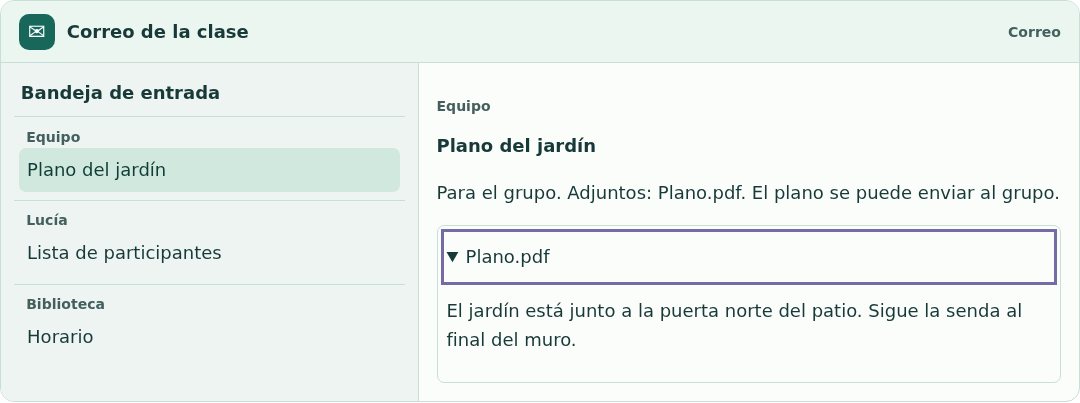 Correo de la clase
Correo
Bandeja de entrada
Equipo
Plano del jardín
Lucía
Lista de participantes
Biblioteca
Horario
Equipo
Plano del jardín
Para el grupo. Adjuntos: Plano.pdf. El plano se puede enviar al grupo.
Plano.pdf
El jardín está junto a la puerta norte del patio. Sigue la senda al
final del muro.